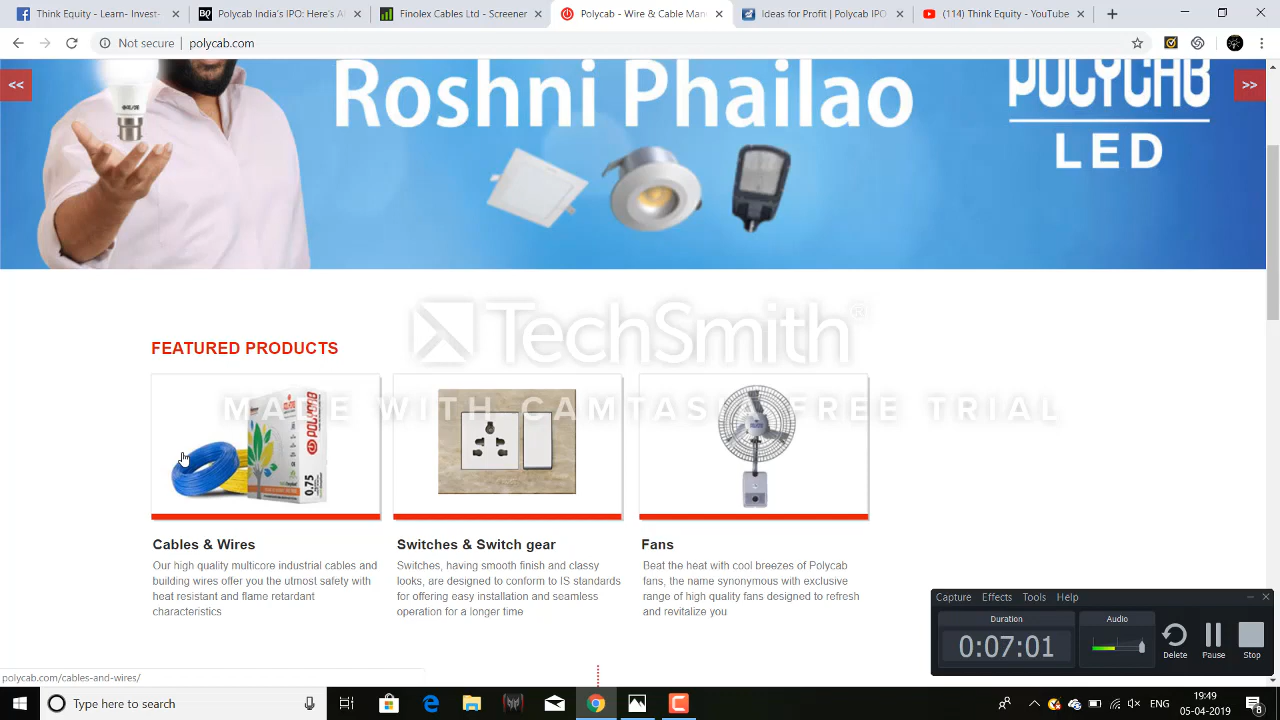 Think Equity - Learn- Invest-
Polycab India's IPO: Here's A
Finolex Cables Ltd - Screener
Polycab - Wire & Cable Man
Ideas for Profit | Polycab IPO
(114) Think Equity - YouTube
Not secure | polycab.com
<<
Roshni Phailao
POLYCAB
LED
>>
TechSmith®
MADE WITH CAMTASIA FREE TRIAL
FEATURED PRODUCTS
POLYCAB
0.75
Cables & Wires
Our high quality multicore industrial cables and
building wires offer you the utmost safety with
heat resistant and flame retardant
characteristics
Switches & Switch gear
Switches, having smooth finish and classy
looks, are designed to conform to IS standards
for offering easy installation and seamless
operation for a longer time
Fans
Beat the heat with cool breezes of Polycab
fans, the name synonymous with exclusive
range of high quality fans designed to refresh
and revitalize you
Capture Effects Tools Help
Duration
0:07:01
Audio
Delete
Pause
Stop
polycab.com/cables-and-wires/
Type here to search
ENG
19:49
05-04-2019